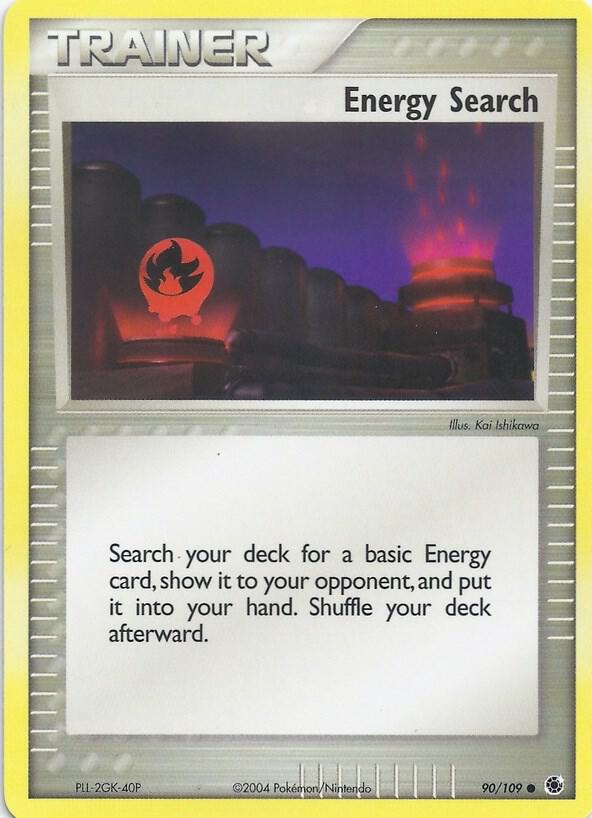 TRAINER
Energy Search
Illus. Kai Ishikawa
Search your deck for a basic Energy
card, show it to your opponent, and put
it into your hand. Shuffle your deck
afterward.
PLL-2GK-40P
©2004 Pokémon/Nintendo
90/109